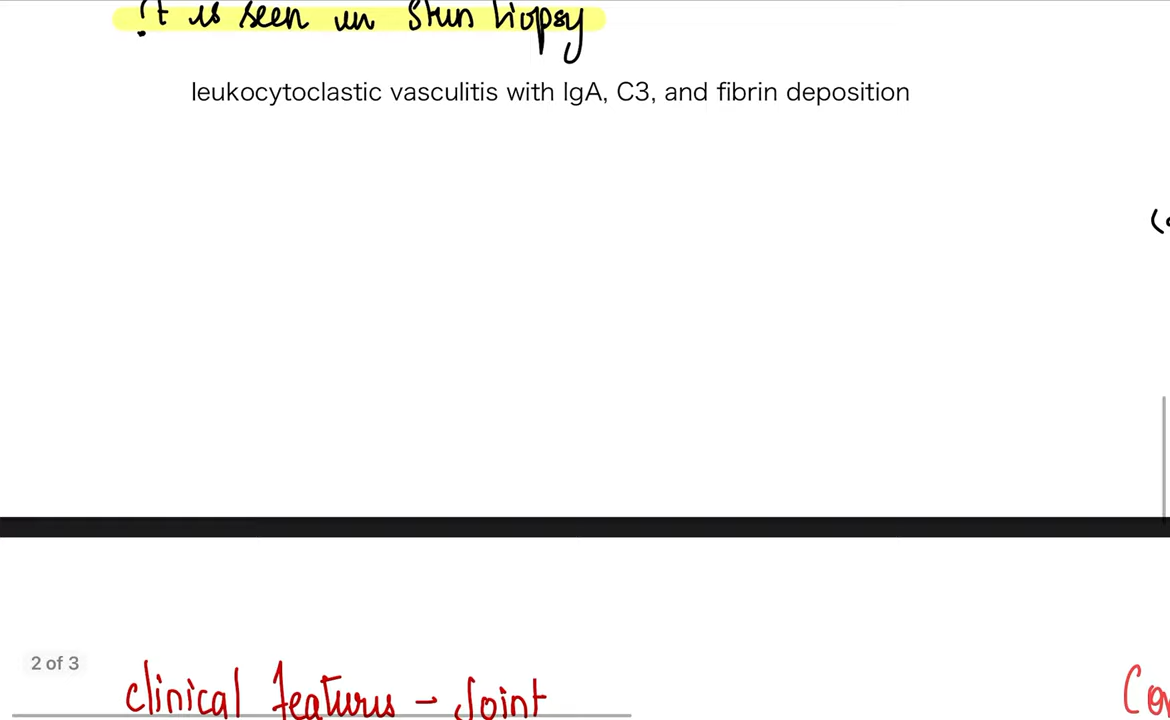 It is seen in Skin biopsy
leukocytoclastic vasculitis with IgA, C3, and fibrin deposition
2 of 3
clinical features - Joint